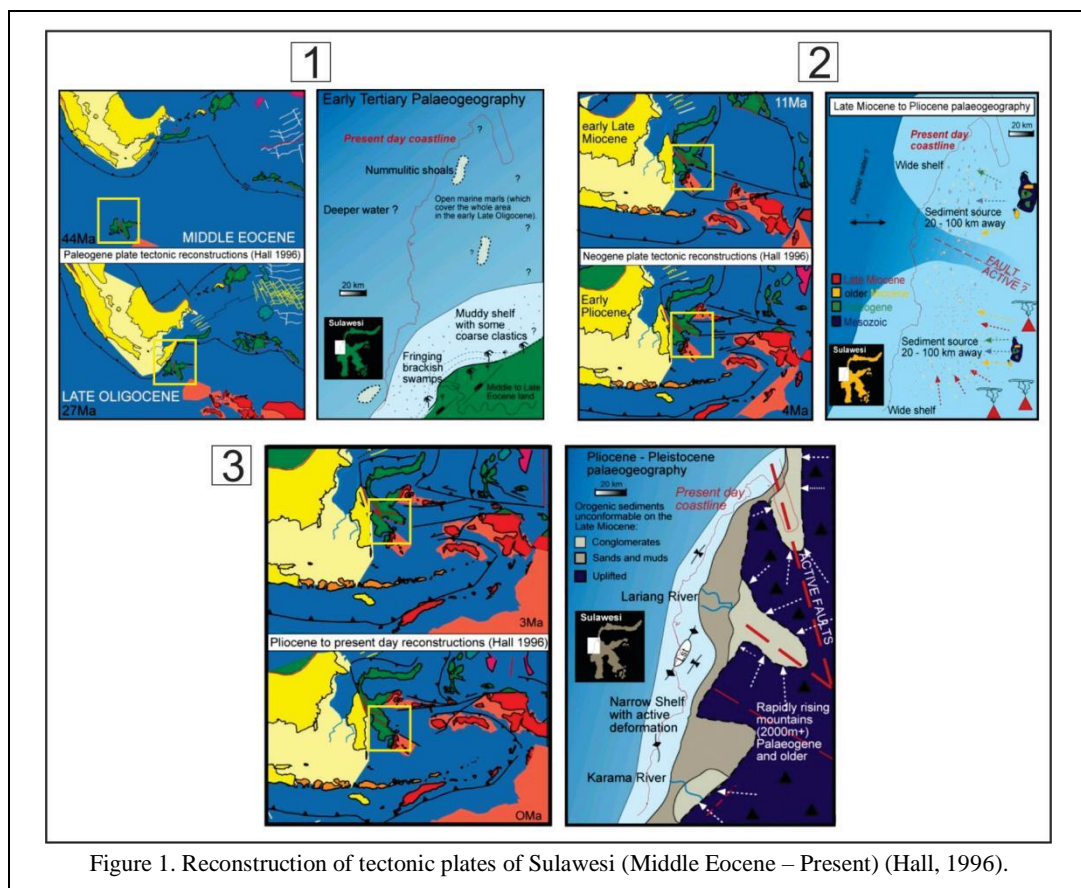 1
44Ma
MIDDLE EOCENE
Paleogene plate tectonic reconstructions (Hall 1996)
LATE OLIGOCENE
27Ma
Early Tertiary Palaeogeography
Present day
coastline
?
Nummulitic shoals
?
Deeper water ?
Open marine marls (which
cover the whole area
in the early Late Oligocene).
?
?
?
?
20 km
Sulawesi
Muddy shelf
with some
coarse clastics
?
Fringing
brackish
swamps
Middle to Late
Eocene land
2
11Ma
early Late
Miocene
Neogene plate tectonic reconstructions (Hall 1996)
Early
Pliocene
4Ma
Late Miocene to Pliocene palaeogeography
20 km
Present day
coastline
Wide shelf
Deeper water ?
?
Sediment source
20 - 100 km away
FAULT
ACTIVE ?
Late Miocene
older
Mesozoic
Sediment source
20 - 100 km away
Sulawesi
Wide shelf
3
3Ma
Pliocene to present day reconstructions (Hall 1996)
OMa
Pliocene - Pleistocene
palaeogeography
20 km
Present day
coastline
Orogenic sediments
unconformable on the
Late Miocene:
Conglomerates
Sands and muds
Uplifted
Lariang River
ACTIVE FAULTS
Sulawesi
Narrow Shelf
with active
deformation
Rapidly rising
mountains
(2000m+)
Palaeogene
and older
Karama River
Figure 1. Reconstruction of tectonic plates of Sulawesi (Middle Eocene – Present) (Hall, 1996).